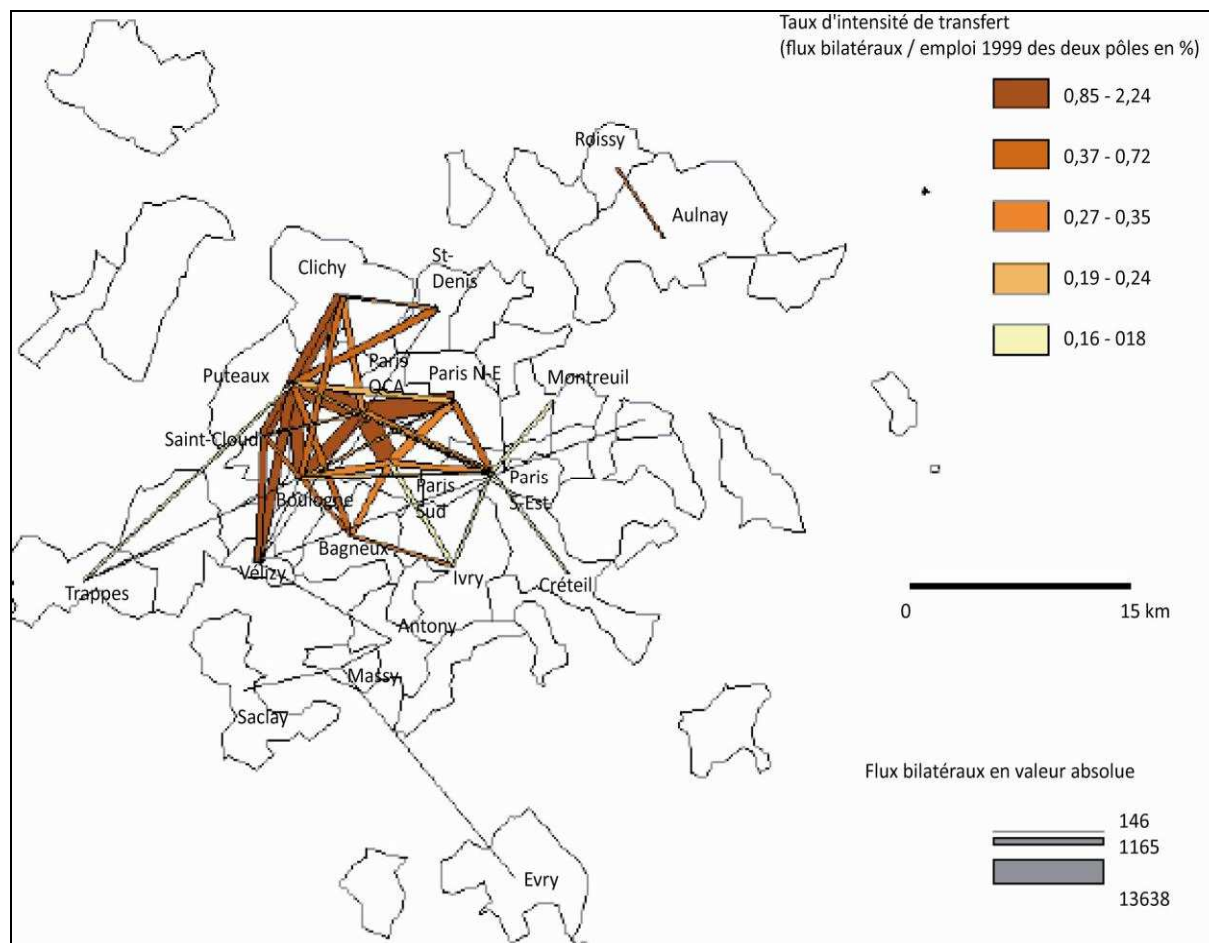 Taux d'intensité de transfert
(flux bilatéraux / emploi 1999 des deux pôles en %)
0,85 - 2,24
0,37 - 0,72
0,27 - 0,35
0,19 - 0,24
0,16 - 018
Roissy
Aulnay
Clichy
St-
Denis
Puteaux
Paris
QCA
Paris N-E
Montreuil
Saint-Cloud
Boulogne
Paris
Sud
Paris
S-Est
Bagneux
Vélizy
Trappes
Ivry
Créteil
Antony
Massy
Saclay
Evry
0
15 km
Flux bilatéraux en valeur absolue
146
1165
13638